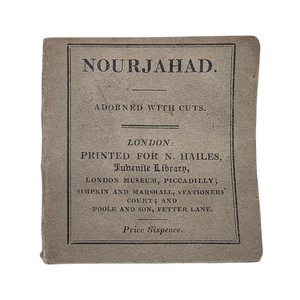 NOURJAHAD.
ADORNED WITH CUTS.
LONDON:
PRINTED FOR N. HAILES,
Juvenile Library,
LONDON MUSEUM, PICCADILLY;
SIMPKIN AND MARSHALL, STATIONERS'
COURT; AND
POOLE AND SON, FETTER LANE.
Price Sixpence.